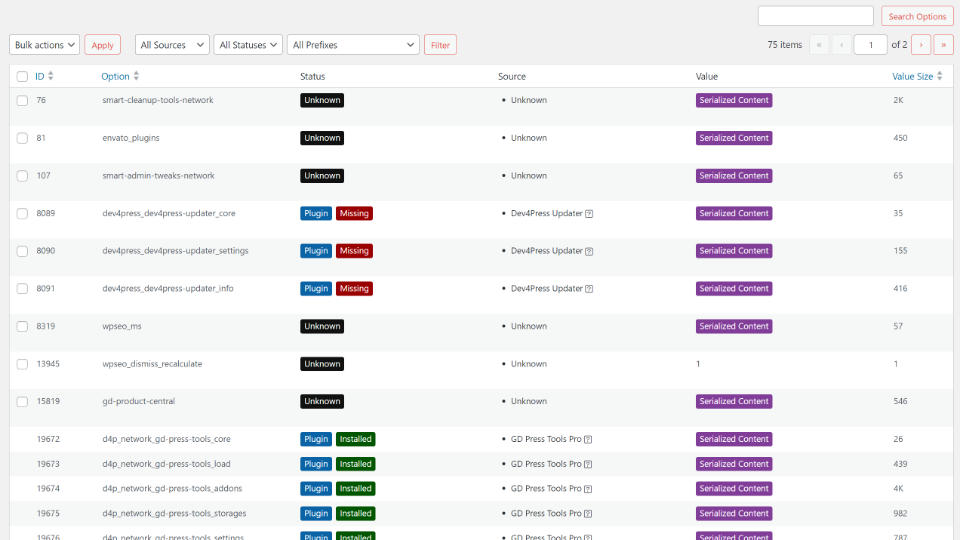 Search Options
Bulk actions Apply All Sources All Statuses All Prefixes Filter 75 items « ‹ 1 of 2 › »
ID Option Status Source Value Value Size
76 smart-cleanup-tools-network Unknown • Unknown Serialized Content 2K
81 envato_plugins Unknown • Unknown Serialized Content 450
107 smart-admin-tweaks-network Unknown • Unknown Serialized Content 65
8089 dev4press_dev4press-updater_core Plugin Missing • Dev4Press Updater ? Serialized Content 35
8090 dev4press_dev4press-updater_settings Plugin Missing • Dev4Press Updater ? Serialized Content 155
8091 dev4press_dev4press-updater_info Plugin Missing • Dev4Press Updater ? Serialized Content 416
8319 wpseo_ms Unknown • Unknown Serialized Content 57
13945 wpseo_dismiss_recalculate Unknown • Unknown 1 1
15819 gd-product-central Unknown • Unknown Serialized Content 546
19672 d4p_network_gd-press-tools_core Plugin Installed • GD Press Tools Pro ? Serialized Content 26
19673 d4p_network_gd-press-tools_load Plugin Installed • GD Press Tools Pro ? Serialized Content 439
19674 d4p_network_gd-press-tools_addons Plugin Installed • GD Press Tools Pro ? Serialized Content 4K
19675 d4p_network_gd-press-tools_storages Plugin Installed • GD Press Tools Pro ? Serialized Content 982
19676 d4p_network_gd-press-tools_settings Plugin Installed • GD Press Tools Pro ? Serialized Content 787